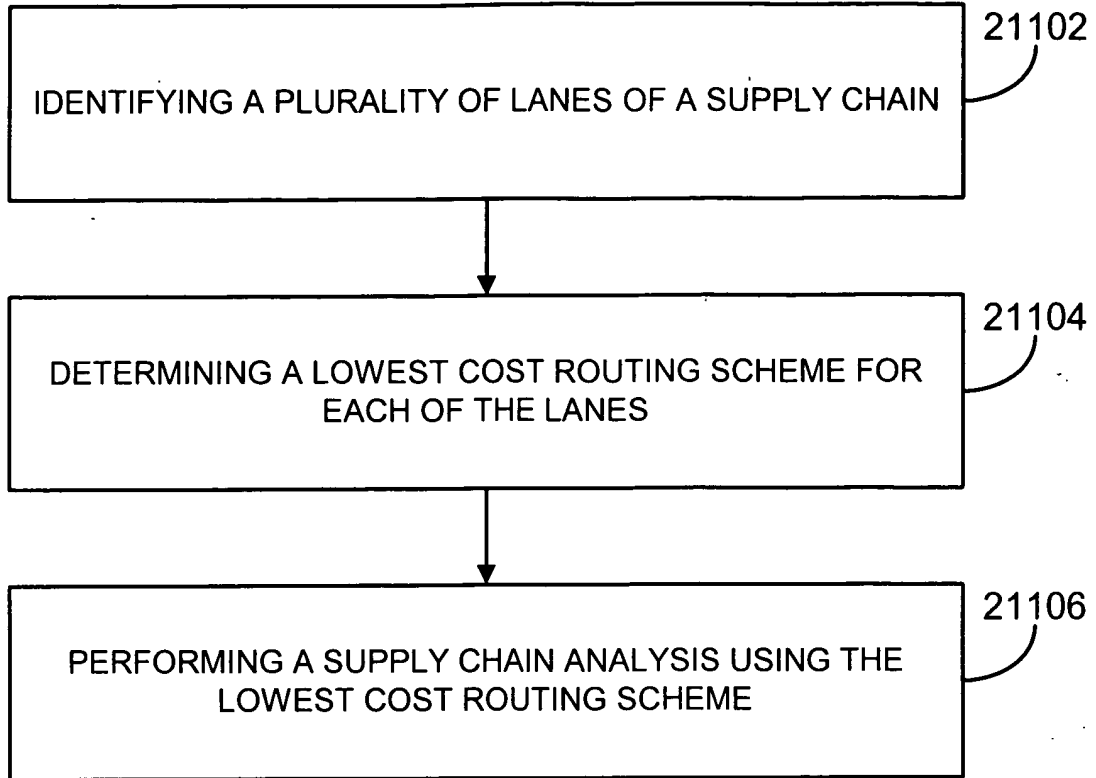 21102
IDENTIFYING A PLURALITY OF LANES OF A SUPPLY CHAIN
21104
DETERMINING A LOWEST COST ROUTING SCHEME FOR
EACH OF THE LANES
21106
PERFORMING A SUPPLY CHAIN ANALYSIS USING THE
LOWEST COST ROUTING SCHEME